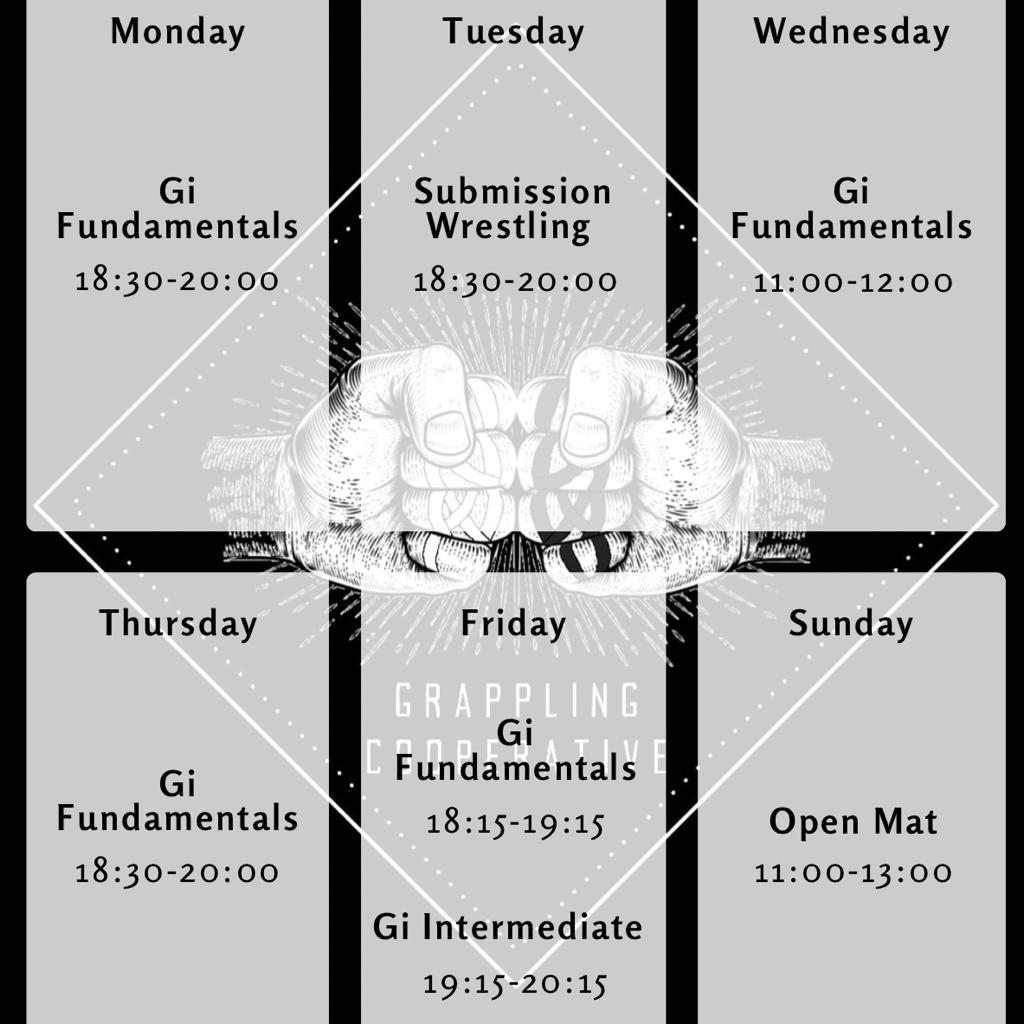 Monday
Gi
Fundamentals
18:30-20:00
Tuesday
Submission
Wrestling
18:30-20:00
Wednesday
Gi
Fundamentals
11:00-12:00
Thursday
Gi
Fundamentals
18:30-20:00
Friday
GRAPPLING
COOPERATIVE
Gi
Fundamentals
18:15-19:15
Gi Intermediate
19:15-20:15
Sunday
Open Mat
11:00-13:00